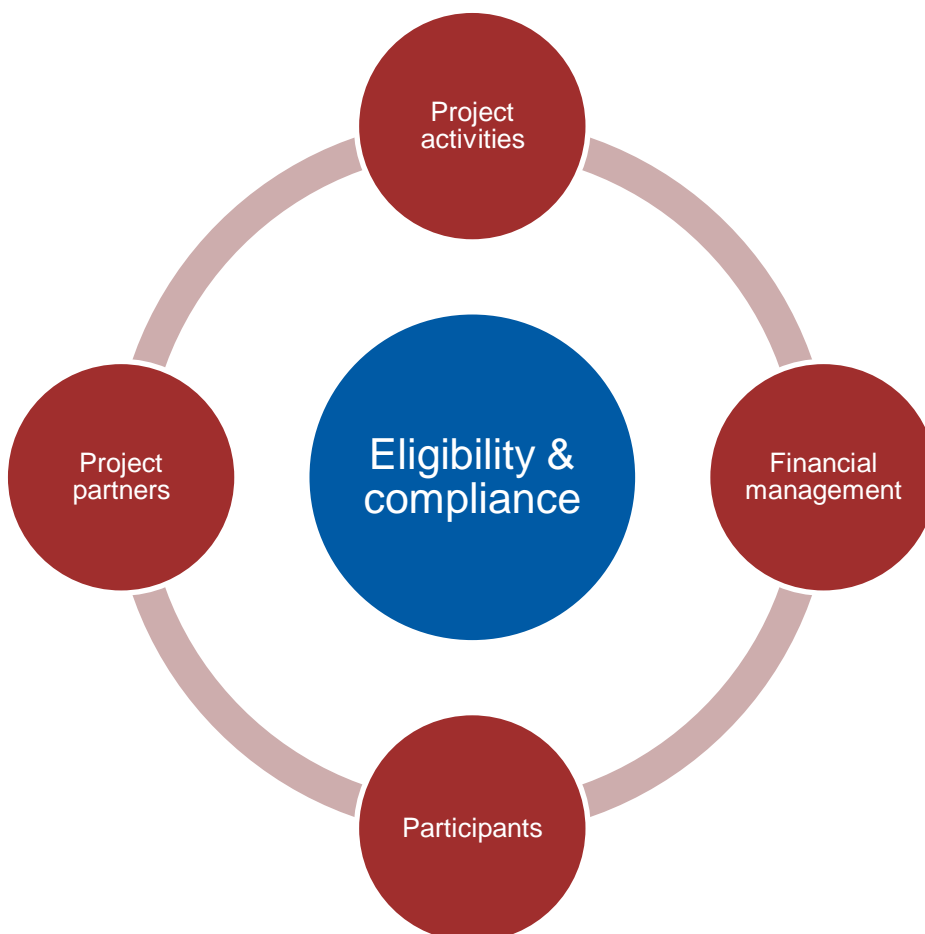 Project
activities
Project
partners
Eligibility &
compliance
Financial
management
Participants